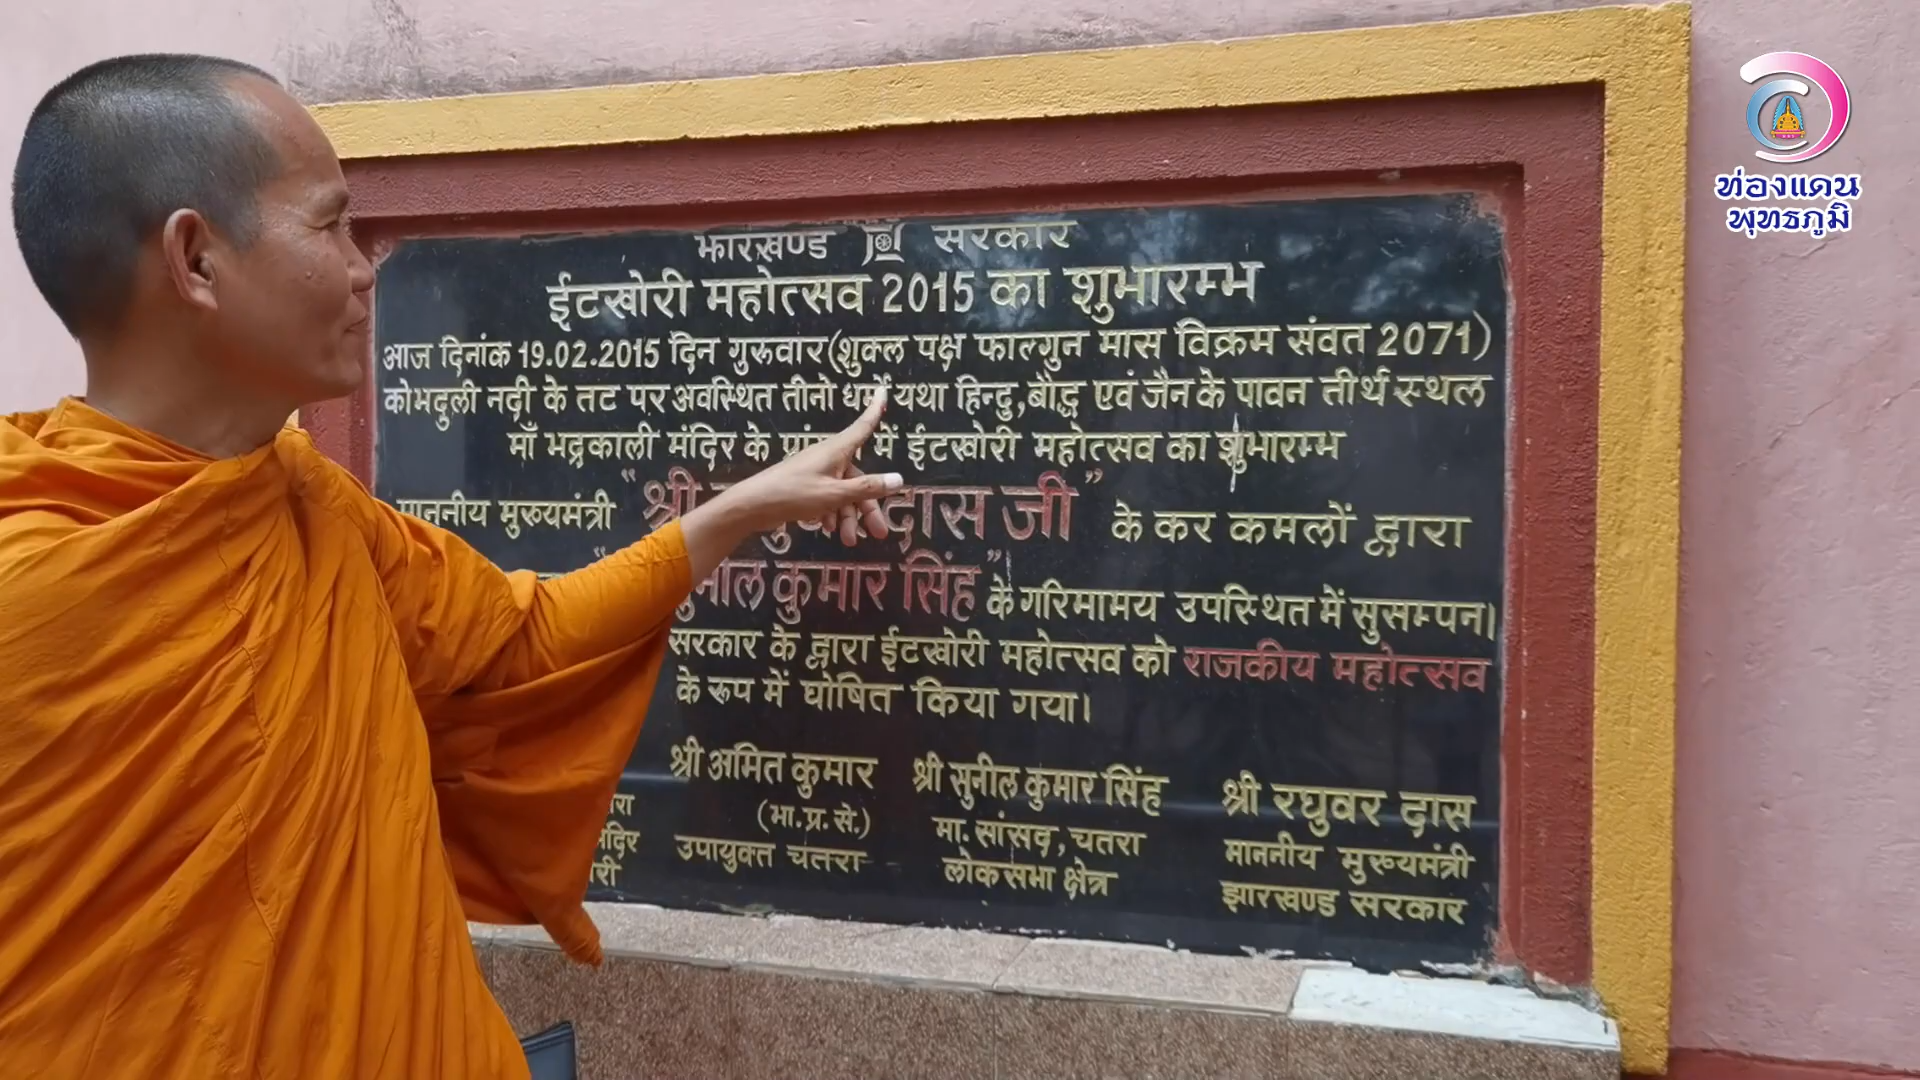 झारखण्ड सरकार
ईटखोरी महोत्सव 2015 का शुभारम्भ
आज दिनांक 19.02.2015 दिन गुरूवार (शुक्ल पक्ष फाल्गुन मास विक्रम संवत 2071)
को भदुली नदी के तट पर अवस्थित तीनो धर्मो यथा हिन्दु, बौद्ध एवं जैन के पावन तीर्थ स्थल
माँ भद्रकाली मंदिर के में ईटखोरी महोत्सव का शुभारम्भ
माननीय मुख्यमंत्री "श्री दास जी" के कर कमलों द्वारा
कुमार सिंह" के गरिमामय उपस्थित में सुसम्पन।
सरकार के द्वारा ईटखोरी महोत्सव को राजकीय महोत्सव
के रूप में घोषित किया गया।
श्री अमित कुमार
(भा.प्र.से.)
उपायुक्त चतरा
श्री सुनील कुमार सिंह
मा. सांसद, चतरा
लोकसभा क्षेत्र
श्री रघुवर दास
माननीय मुख्यमंत्री
झारखण्ड सरकार
ท่องแดน
พุทธภูมิ